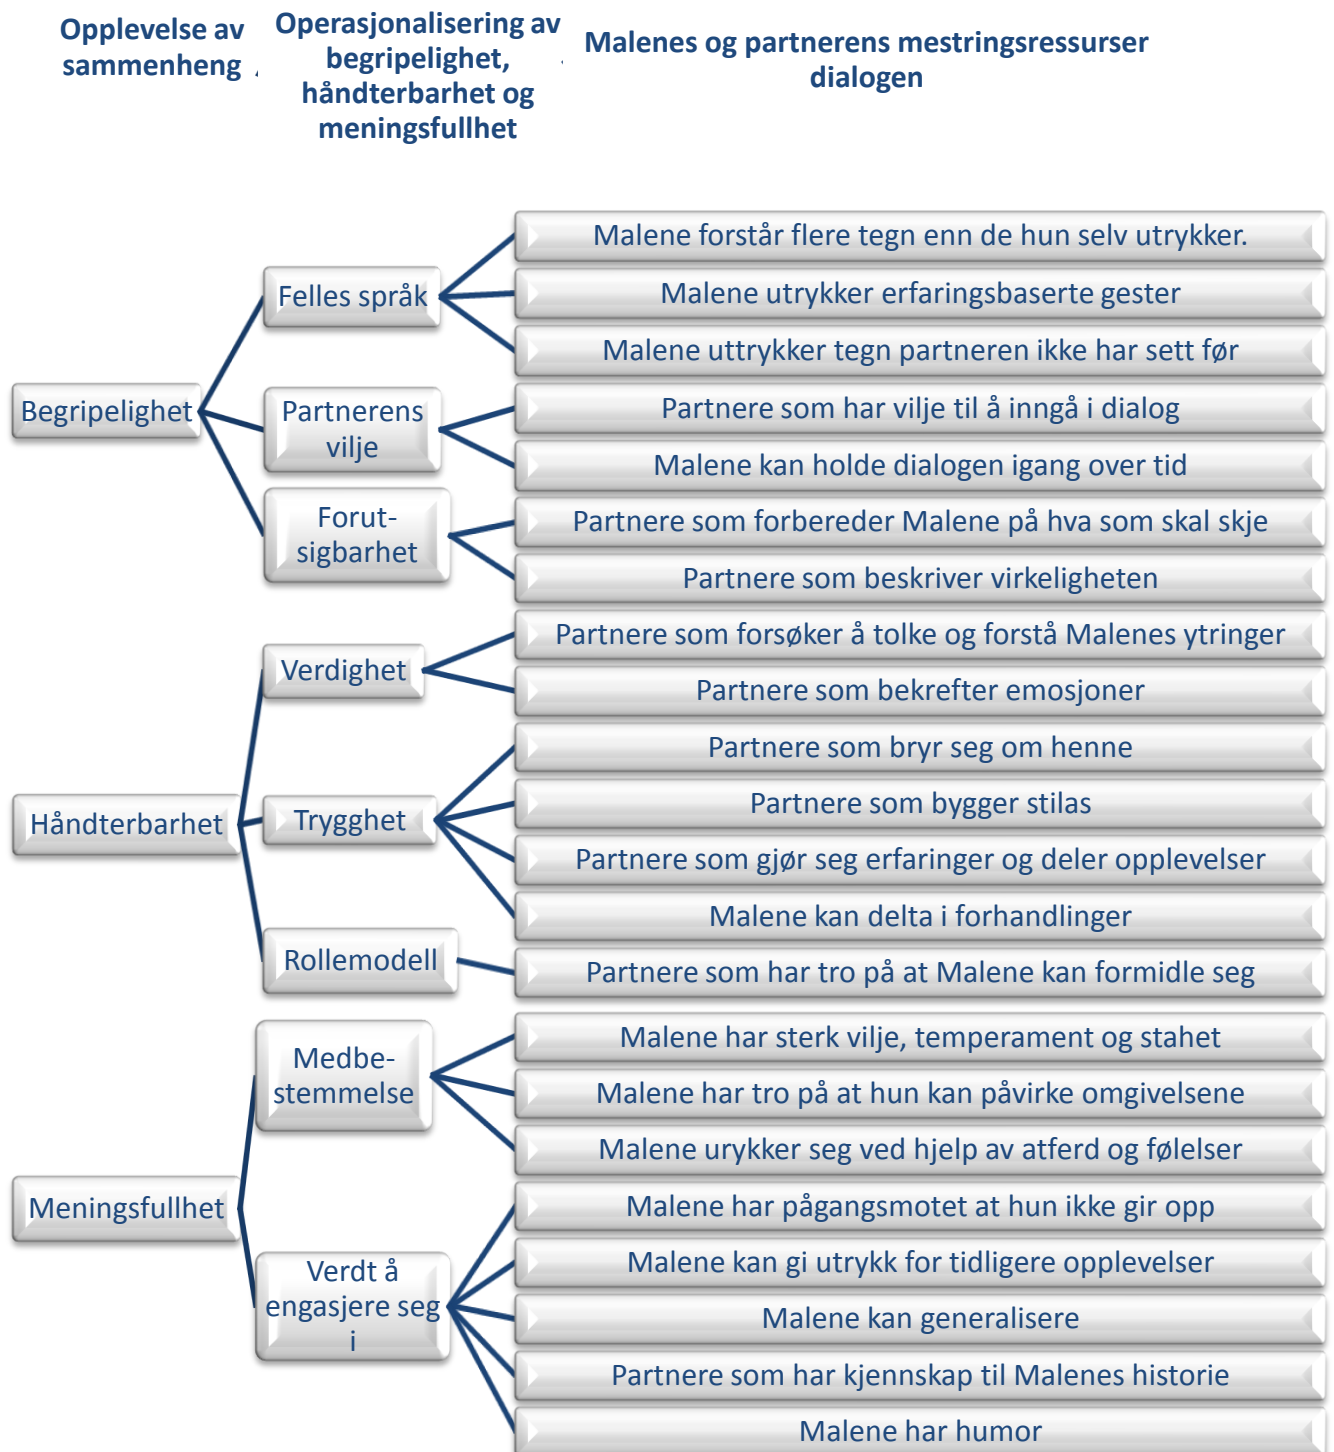 Opplevelse av
sammenheng
Operasjonalisering av
begripelighet,
håndterbarhet og
meningsfullhet
Malenes og partnerens mestringsressurser
dialogen
Begripelighet
Felles språk
Malene forstår flere tegn enn de hun selv utrykker.
Malene utrykker erfaringsbaserte gester
Malene uttrykker tegn partneren ikke har sett før
Partnerens
vilje
Partnere som har vilje til å inngå i dialog
Malene kan holde dialogen igang over tid
Forut-
sigbarhet
Partnere som forbereder Malene på hva som skal skje
Partnere som beskriver virkeligheten
Håndterbarhet
Verdighet
Partnere som forsøker å tolke og forstå Malenes ytringer
Partnere som bekrefter emosjoner
Trygghet
Partnere som bryr seg om henne
Partnere som bygger stilas
Partnere som gjør seg erfaringer og deler opplevelser
Malene kan delta i forhandlinger
Rollemodell
Partnere som har tro på at Malene kan formidle seg
Meningsfullhet
Medbe-
stemmelse
Malene har sterk vilje, temperament og stahet
Malene har tro på at hun kan påvirke omgivelsene
Malene urykker seg ved hjelp av atferd og følelser
Verdt å
engasjere seg
i
Malene har pågangsmotet at hun ikke gir opp
Malene kan gi utrykk for tidligere opplevelser
Malene kan generalisere
Partnere som har kjennskap til Malenes historie
Malene har humor